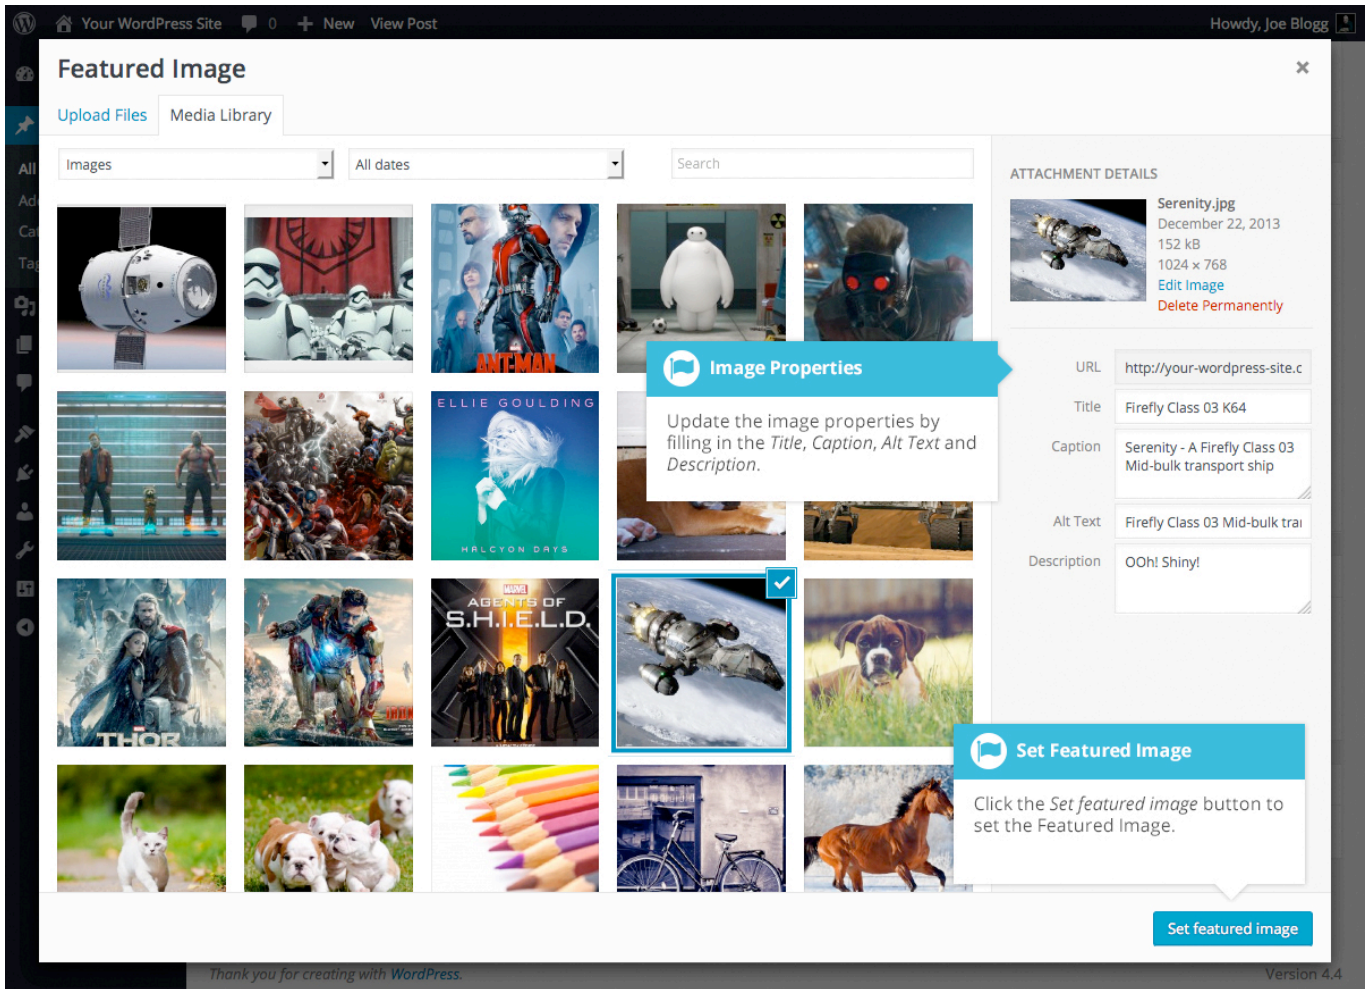 Your WordPress Site 0 New View Post
Howdy, Joe Blogg
Featured Image
Upload Files
Media Library
All
Images
All dates
Search
ATTACHMENT DETAILS
Serenity.jpg
December 22, 2013
152 kB
1024 × 768
Edit Image
Delete Permanently
ANT-MAN
Image Properties
Update the image properties by
filling in the Title, Caption, Alt Text and
Description.
URL
http://your-wordpress-site.c
Title
Firefly Class 03 K64
Caption
Serenity - A Firefly Class 03
Mid-bulk transport ship
Alt Text
Firefly Class 03 Mid-bulk tra
Description
OOh! Shiny!
ELLIE GOULDING
HALCYON DAYS
THOR
MARVEL
AGENTS OF
S.H.I.E.L.D.
Set Featured Image
Click the Set featured image button to
set the Featured Image.
Set featured image
Thank you for creating with WordPress.
Version 4.4